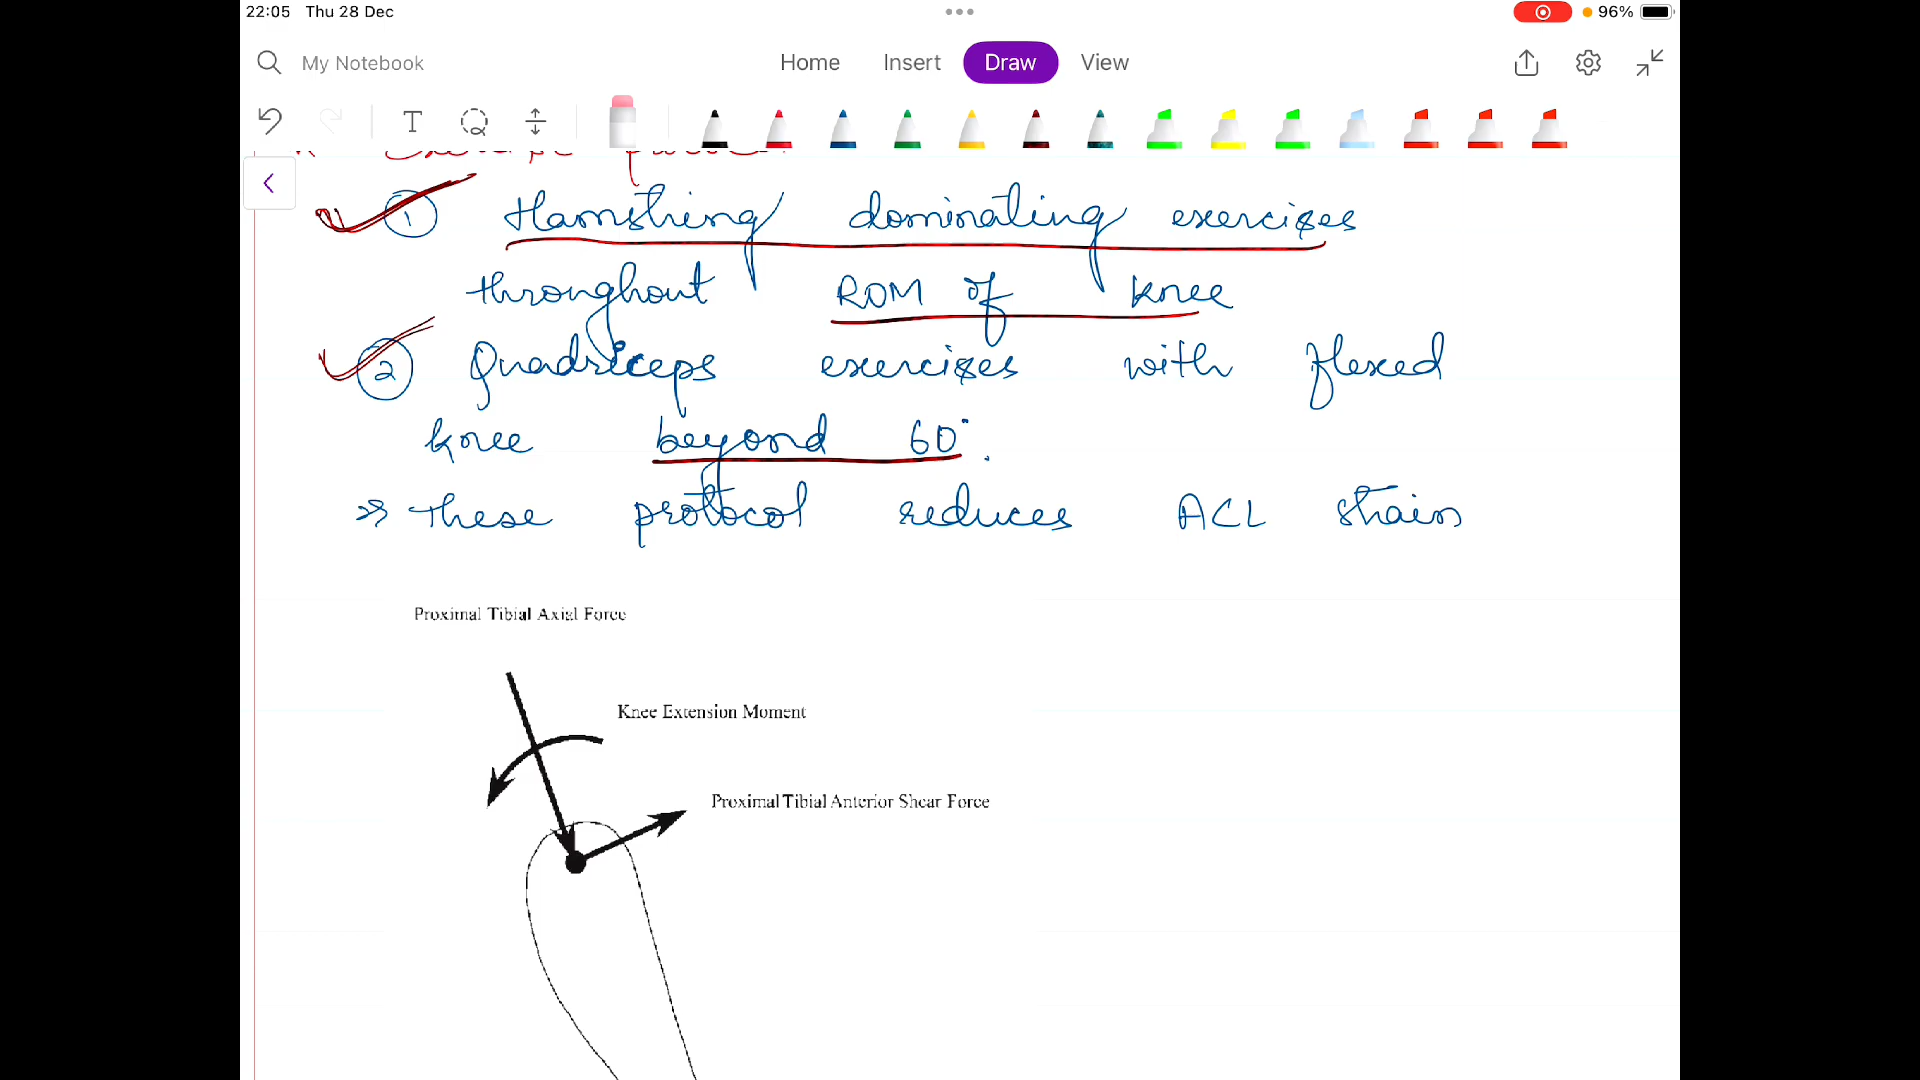 22:05 Thu 28 Dec
96%
My Notebook
Home Insert Draw View
T
1 Hamstring dominating exercises
throughout ROM of knee
2 Quadriceps exercises with flexed
knee beyond 60°.
⇒ These protocol reduces ACL strain
Proximal Tibial Axial Force
Knee Extension Moment
Proximal Tibial Anterior Shear Force